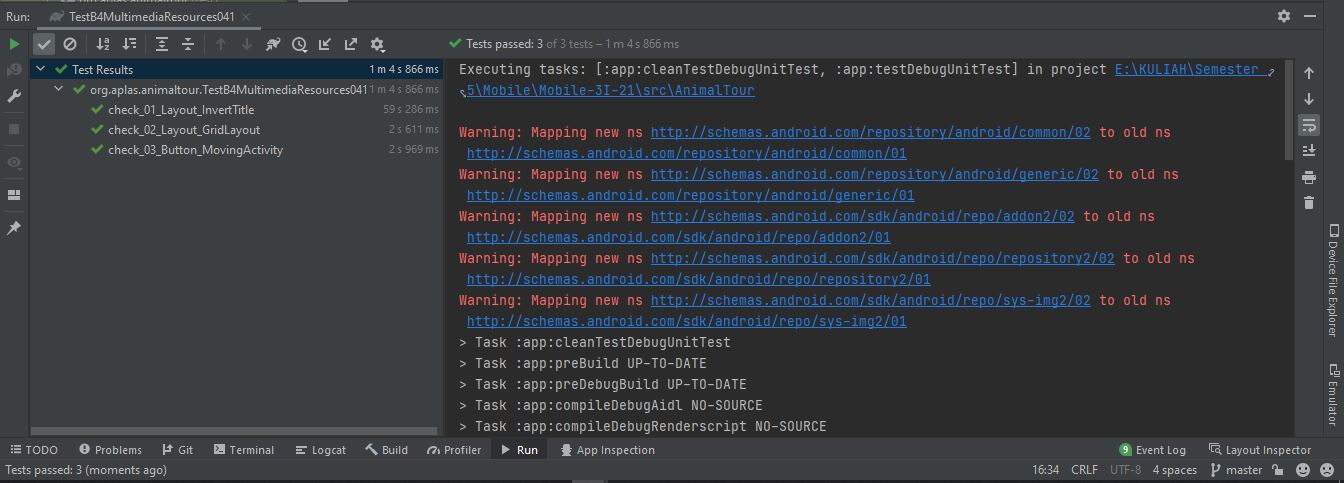 Run:
TestB4MultimediaResources041
Tests passed: 3 of 3 tests – 1 m 4 s 866 ms
Test Results 1 m 4 s 866 ms
org.aplas.animaltour.TestB4MultimediaResources041 1 m 4 s 866 ms
check_01_Layout_InvertTitle 59 s 286 ms
check_02_Layout_GridLayout 2 s 611 ms
check_03_Button_MovingActivity 2 s 969 ms
Executing tasks: [:app:cleanTestDebugUnitTest, :app:testDebugUnitTest] in project E:\KULIAH\Semester
5\Mobile\Mobile-3I-21\src\AnimalTour
Warning: Mapping new ns http://schemas.android.com/repository/android/common/02 to old ns
http://schemas.android.com/repository/android/common/01
Warning: Mapping new ns http://schemas.android.com/repository/android/generic/02 to old ns
http://schemas.android.com/repository/android/generic/01
Warning: Mapping new ns http://schemas.android.com/sdk/android/repo/addon2/02 to old ns
http://schemas.android.com/sdk/android/repo/addon2/01
Warning: Mapping new ns http://schemas.android.com/sdk/android/repo/repository2/02 to old ns
http://schemas.android.com/sdk/android/repo/repository2/01
Warning: Mapping new ns http://schemas.android.com/sdk/android/repo/sys-img2/02 to old ns
http://schemas.android.com/sdk/android/repo/sys-img2/01
> Task :app:cleanTestDebugUnitTest
> Task :app:preBuild UP-TO-DATE
> Task :app:preDebugBuild UP-TO-DATE
> Task :app:compileDebugAidl NO-SOURCE
> Task :app:compileDebugRenderscript NO-SOURCE
Device File Explorer
Emulator
TODO Problems Git Terminal Logcat Build Profiler Run App Inspection 9 Event Log Layout Inspector
Tests passed: 3 (moments ago) 16:34 CRLF UTF-8 4 spaces master